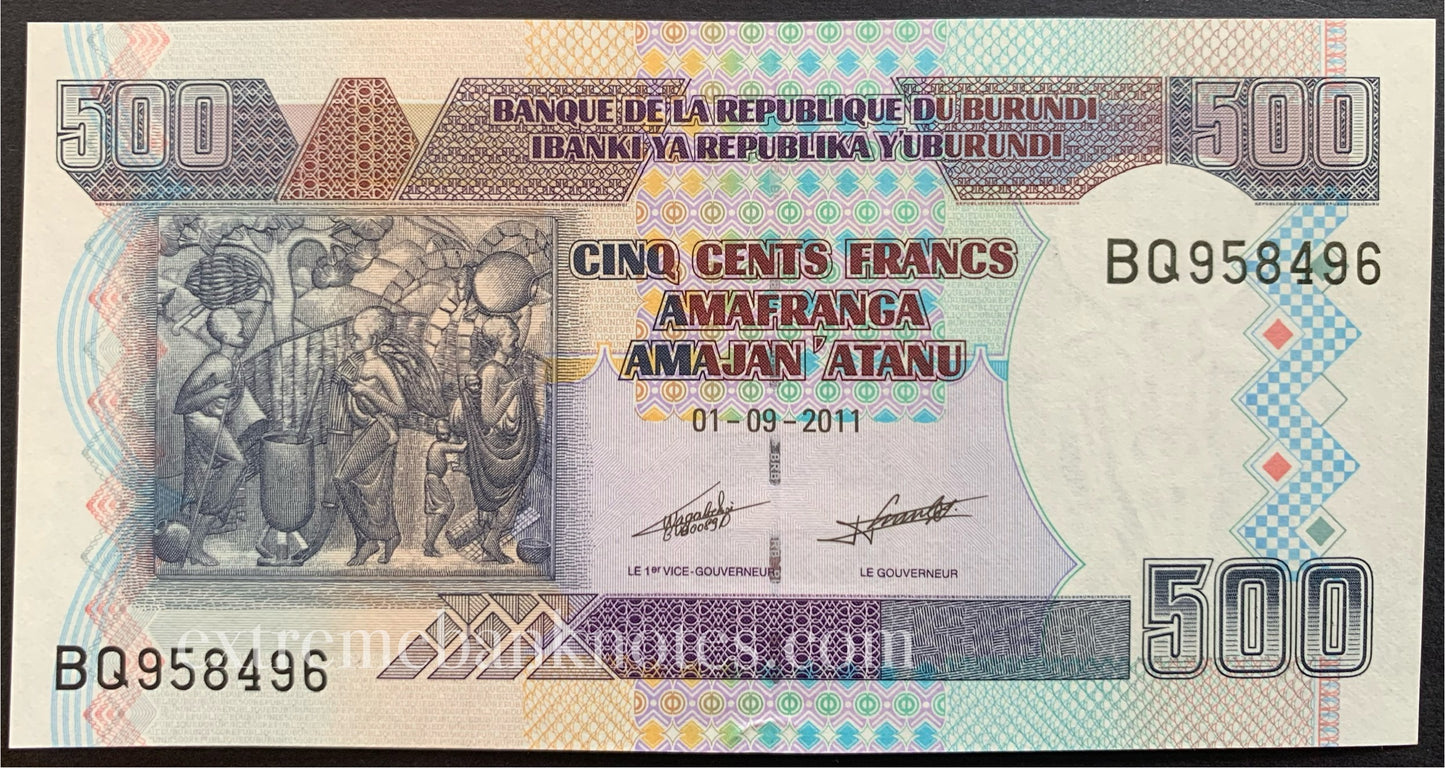 500
BANQUE DE LA REPUBLIQUE DU BURUNDI
IBANKI YA REPUBLIKA Y'UBURUNDI
500
CINQ CENTS FRANCS
AMAFRANGA
AMAJAN'ATANU
BQ958496
01-09-2011
BRB
LE 1er VICE-GOUVERNEUR
LE GOUVERNEUR
500
extremebanknotes.com
BQ958496